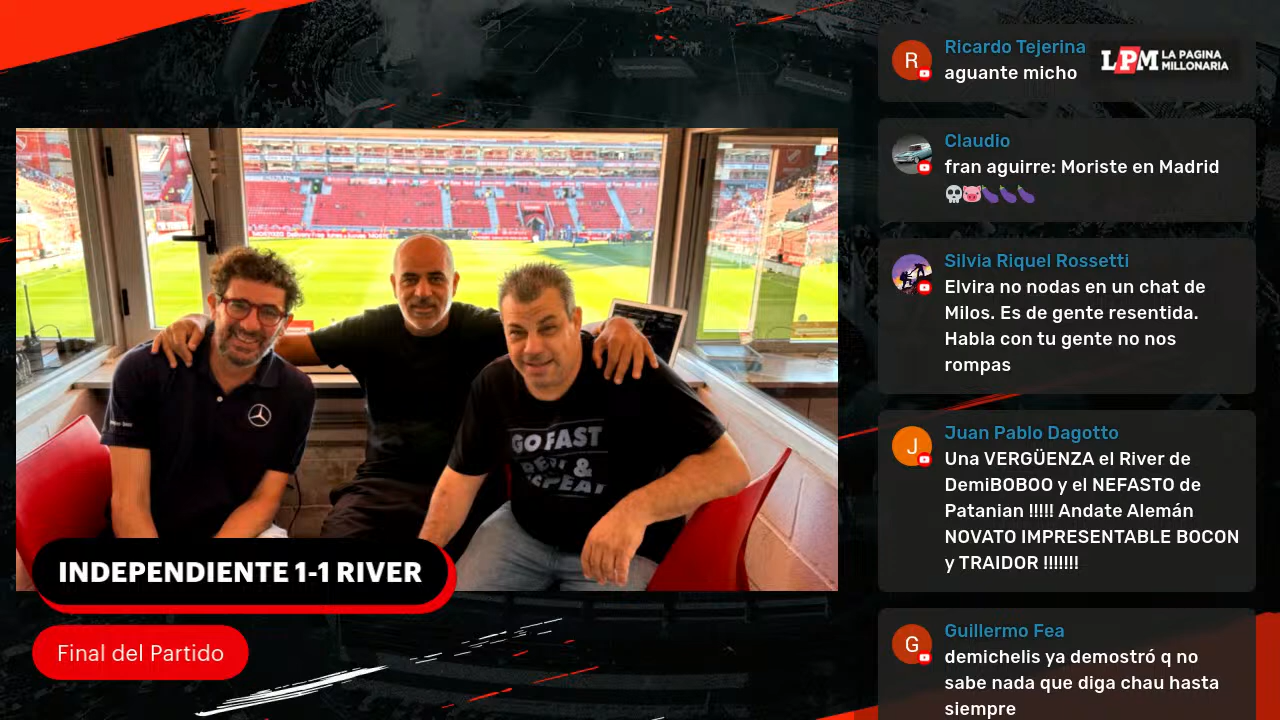 GO FAST
& 
INDEPENDIENTE 1-1 RIVER
Final del Partido
Ricardo Tejerina
aguante micho
LPM LA PAGINA
MILLONARIA
Claudio
fran aguirre: Moriste en Madrid
💀🐷🍆🍆🍆
Silvia Riquel Rossetti
Elvira no nodas en un chat de
Milos. Es de gente resentida.
Habla con tu gente no nos
rompas
Juan Pablo Dagotto
Una VERGÜENZA el River de
DemiBOBOO y el NEFASTO de
Patanian !!!!! Andate Alemán
NOVATO IMPRESENTABLE BOCON
y TRAIDOR !!!!!!!
Guillermo Fea
demichelis ya demostró q no
sabe nada que diga chau hasta
siempre
R
J
G